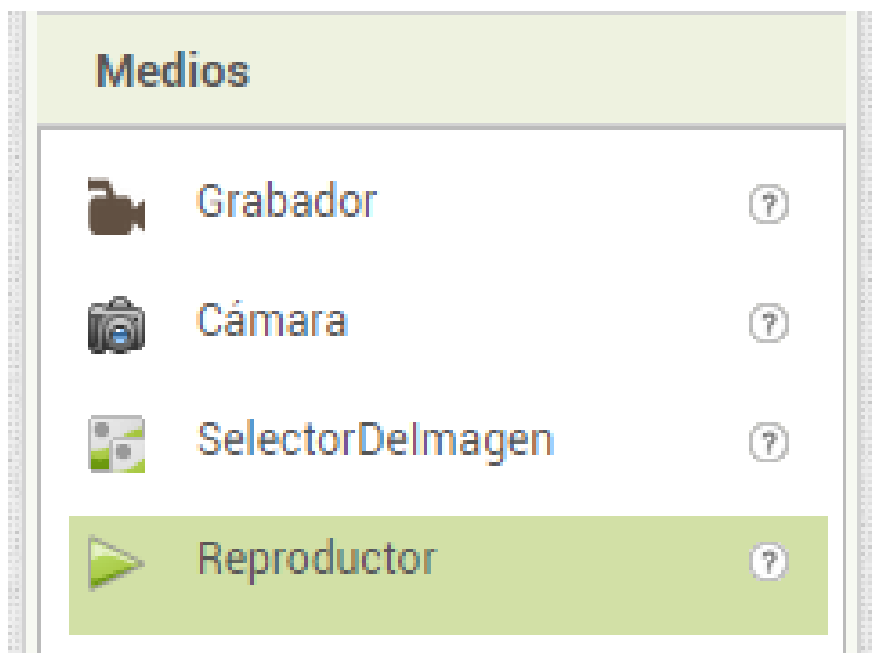 Medios
Grabador ?
Cámara ?
SelectorDeImagen ?
Reproductor ?